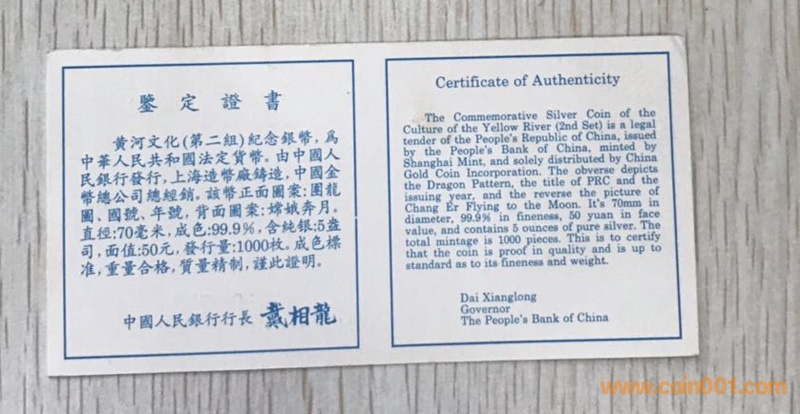 鑒定證書
黄河文化(第二組)紀念銀幣，爲
中華人民共和國法定貨幣。由中國人
民銀行發行，上海造幣廠鑄造，中國金
幣總公司總經銷。該幣正面圖案：團龍
圖、國號、年號，背面圖案：嫦娥奔月。
直徑：70毫米，成色：99.9%，含純銀：5盎
司，面值：50元，發行量：1000枚。成色標
准，重量合格，質量精制，謹此證明。
中國人民銀行行長 戴相龍
Certificate of Authenticity
The Commemorative Silver Coin of the
Culture of the Yellow River (2nd Set) is a legal
tender of the People's Republic of China, issued
by the People's Bank of China, minted by
Shanghai Mint, and solely distributed by China
Gold Coin Incorporation. The obverse depicts
the Dragon Pattern, the title of PRC and the
issuing year, and the reverse the picture of
Chang Er Flying to the Moon. It's 70mm in
diameter, 99.9% in fineness, 50 yuan in face
value, and contains 5 ounces of pure silver. The
total mintage is 1000 pieces. This is to certify
that the coin is proof in quality and is up to
standard as to its fineness and weight.
Dai Xianglong
Governor
The People's Bank of China
www.coin001.com